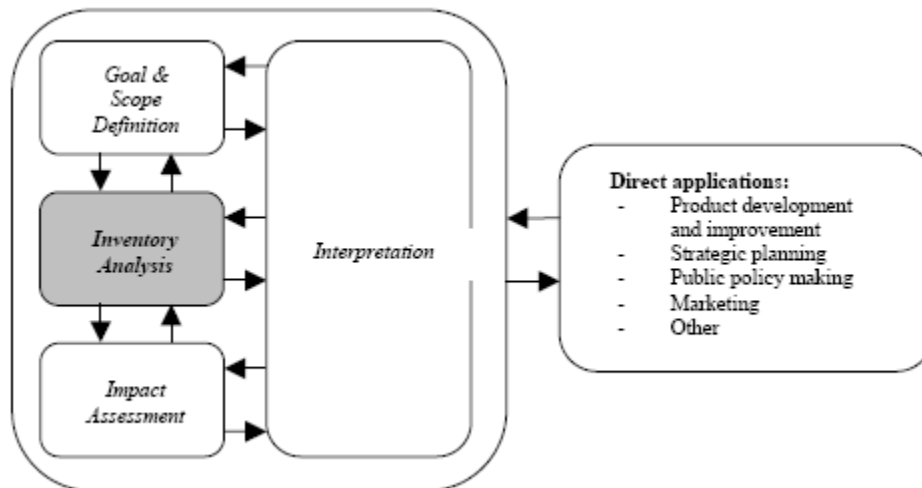 Goal &
Scope
Definition
Inventory
Analysis
Impact
Assessment
Interpretation
Direct applications:
- Product development
and improvement
- Strategic planning
- Public policy making
- Marketing
- Other